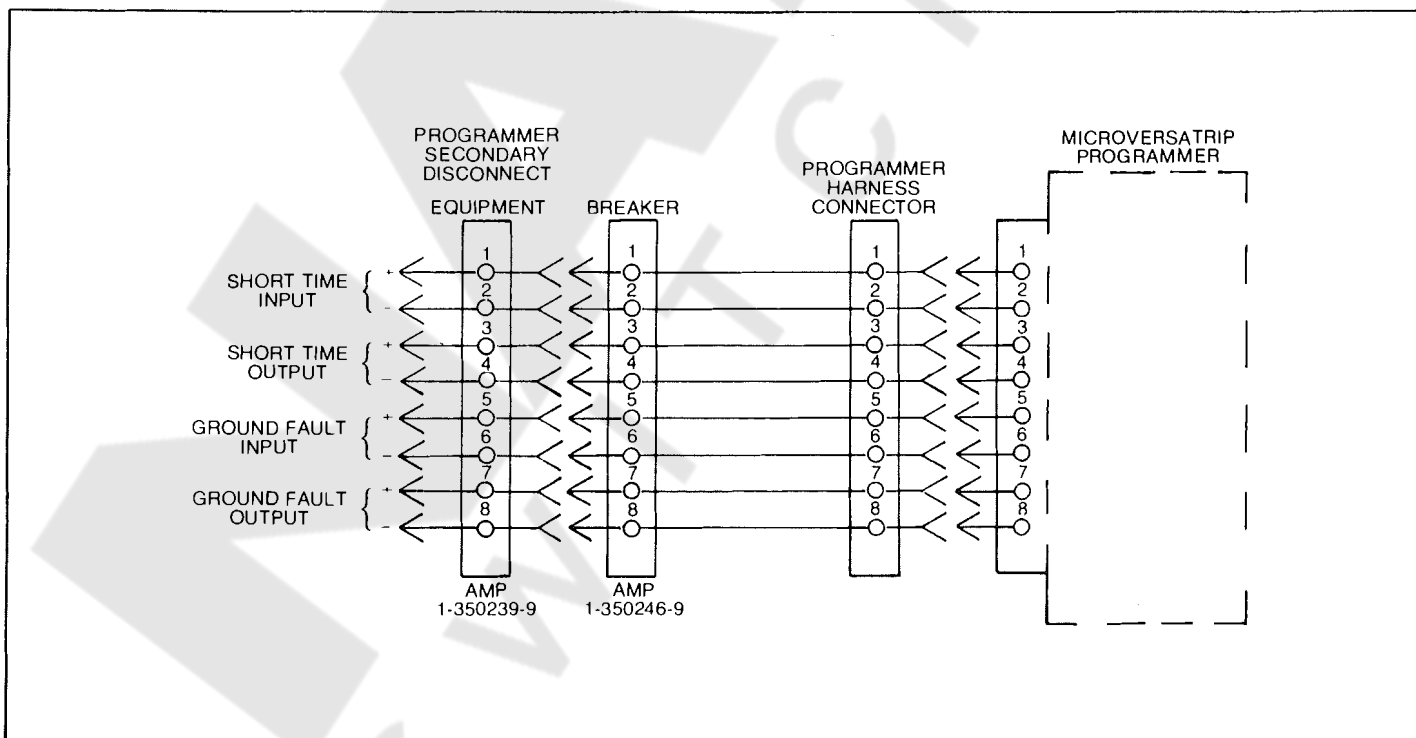 PROGRAMMER
SECONDARY
DISCONNECT
EQUIPMENT
BREAKER
PROGRAMMER
HARNESS
CONNECTOR
MICROVERSATRIP
PROGRAMMER
SHORT TIME
INPUT
+
-
SHORT TIME
OUTPUT
+
-
GROUND FAULT
INPUT
+
-
GROUND FAULT
OUTPUT
+
-
1
2
3
4
5
6
7
8
1
2
3
4
5
6
7
8
1
2
3
4
5
6
7
8
1
2
3
4
5
6
7
8
AMP
1-350239-9
AMP
1-350246-9